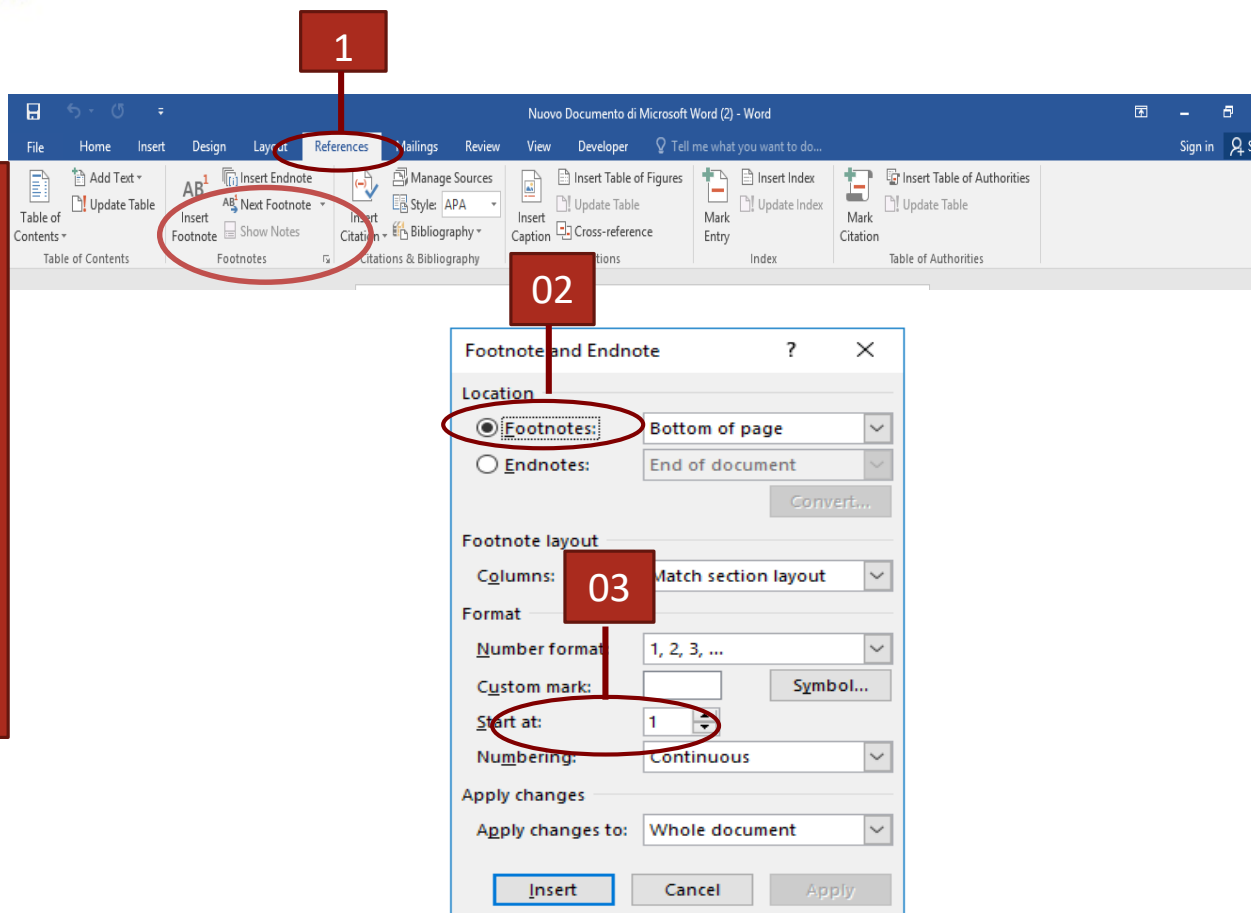 1
Nuovo Documento di Microsoft Word (2) - Word
File Home Insert Design Layout References Mailings Review View Developer Tell me what you want to do... Sign in
Table of Contents
Add Text
Update Table
Table of Contents
AB1
Insert Footnote
Insert Endnote
AB1 Next Footnote
Show Notes
Footnotes
Insert Citation
Manage Sources
Style: APA
Bibliography
Citations & Bibliography
Insert Caption
Insert Table of Figures
Update Table
Cross-reference
tions
Mark Entry
Insert Index
Update Index
Index
Mark Citation
Insert Table of Authorities
Update Table
Table of Authorities
02
Footnote and Endnote ?
Location
Footnotes: Bottom of page
Endnotes: End of document
Convert...
Footnote layout
Columns: Match section layout
03
Format
Number format: 1, 2, 3, ...
Custom mark: Symbol...
Start at: 1
Numbering: Continuous
Apply changes
Apply changes to: Whole document
Insert Cancel Apply